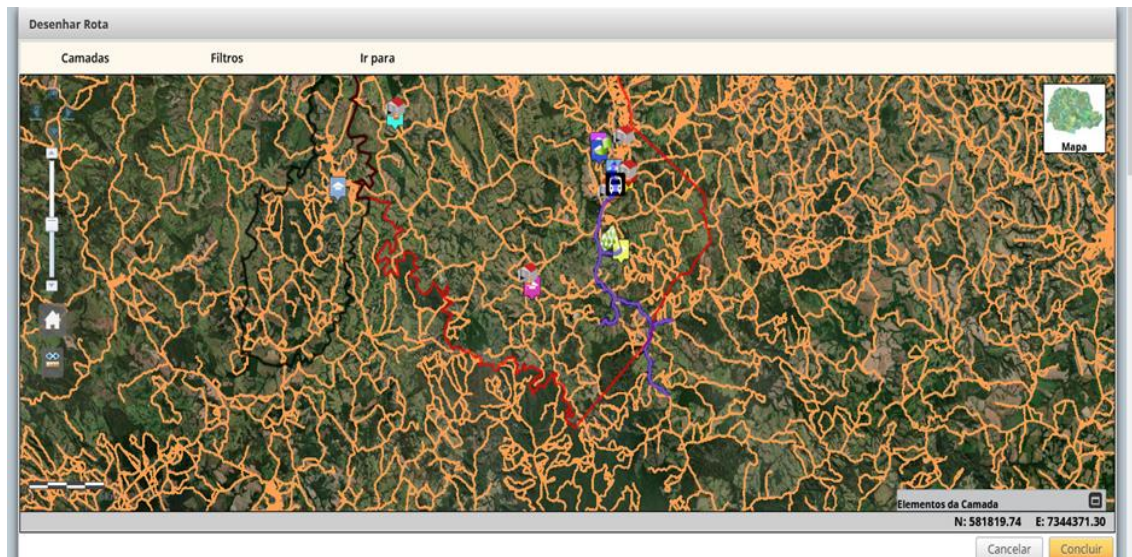 Desenhar Rota
Camadas Filtros Ir para
Mapa
Elementos da Camada
N: 581819.74 E: 7344371.30
Cancelar Concluir